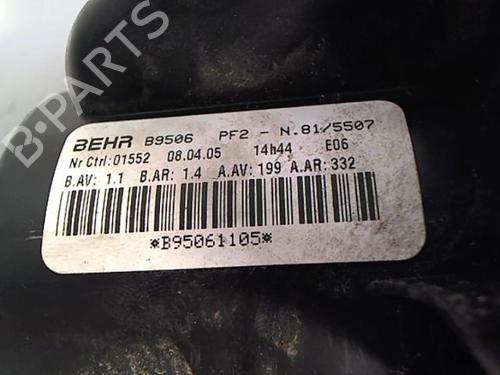 B-PARTS
BEHR B9506 PF2 - N.81/5507
Nr Ctrl:01552 08.04.05 14h44 E06
B.AV: 1.1 B.AR: 1.4 A.AV: 199 A.AR: 332
*B95061105*